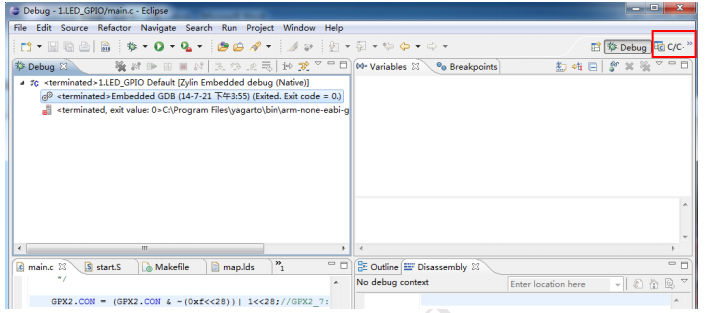 Debug - 1.LED_GPIO/main.c - Eclipse
File Edit Source Refactor Navigate Search Run Project Window Help
Debug C/C·
Debug
Variables Breakpoints
<terminated>1.LED_GPIO Default [Zylin Embedded debug (Native)]
<terminated>Embedded GDB (14-7-21 下午3:55) (Exited. Exit code = 0.)
<terminated, exit value: 0>C:\Program Files\yagarto\bin\arm-none-eabi-g
main.c start.S Makefile map.lds »1
Outline Disassembly
*/
No debug context Enter location here
GPX2.CON = (GPX2.CON & ~(0xf<<28))| 1<<28;//GPX2_7: